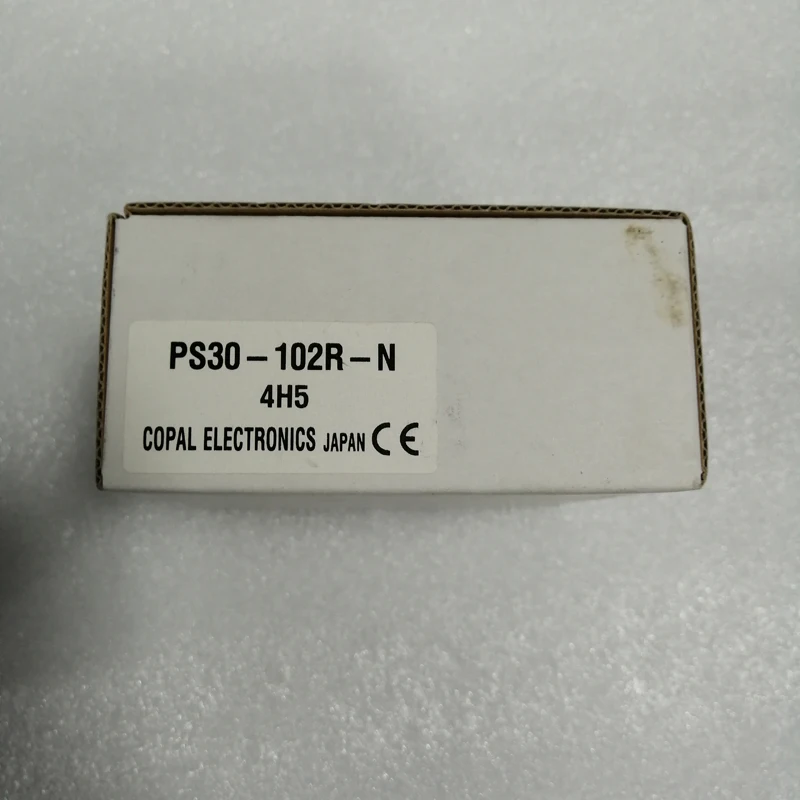 PS30-102R-N
4H5
COPAL ELECTRONICS JAPAN CE